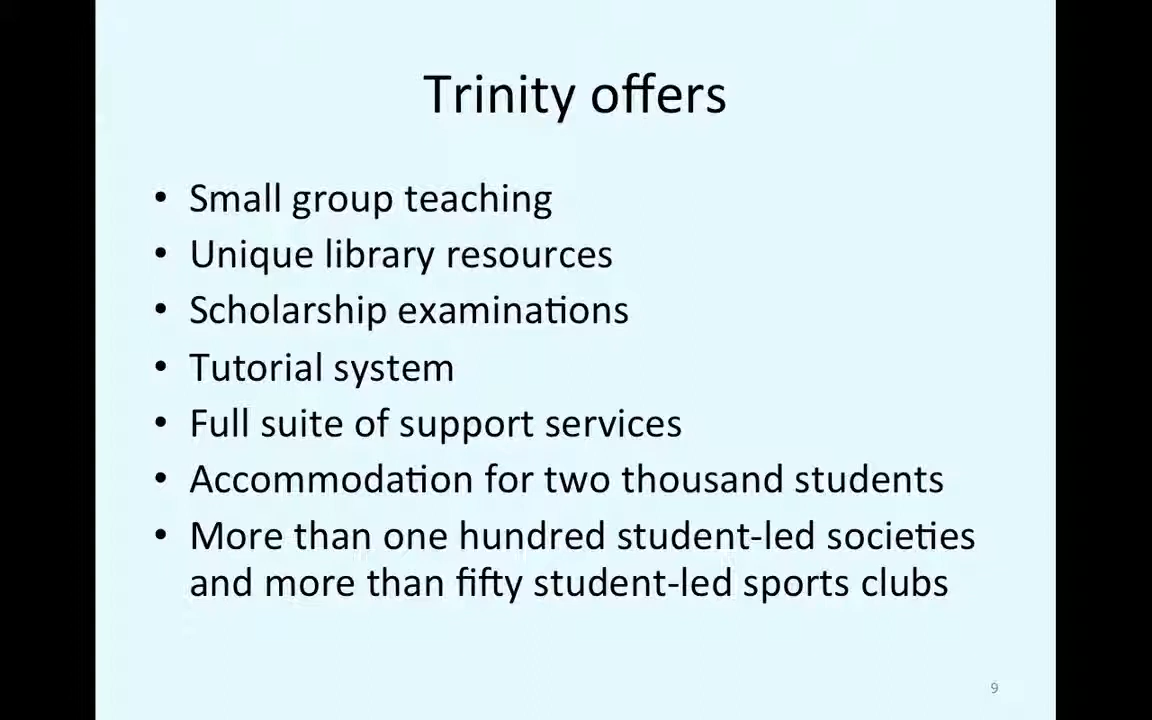 Trinity offers
• Small group teaching
• Unique library resources
• Scholarship examinations
• Tutorial system
• Full suite of support services
• Accommodation for two thousand students
• More than one hundred student-led societies
and more than fifty student-led sports clubs
9